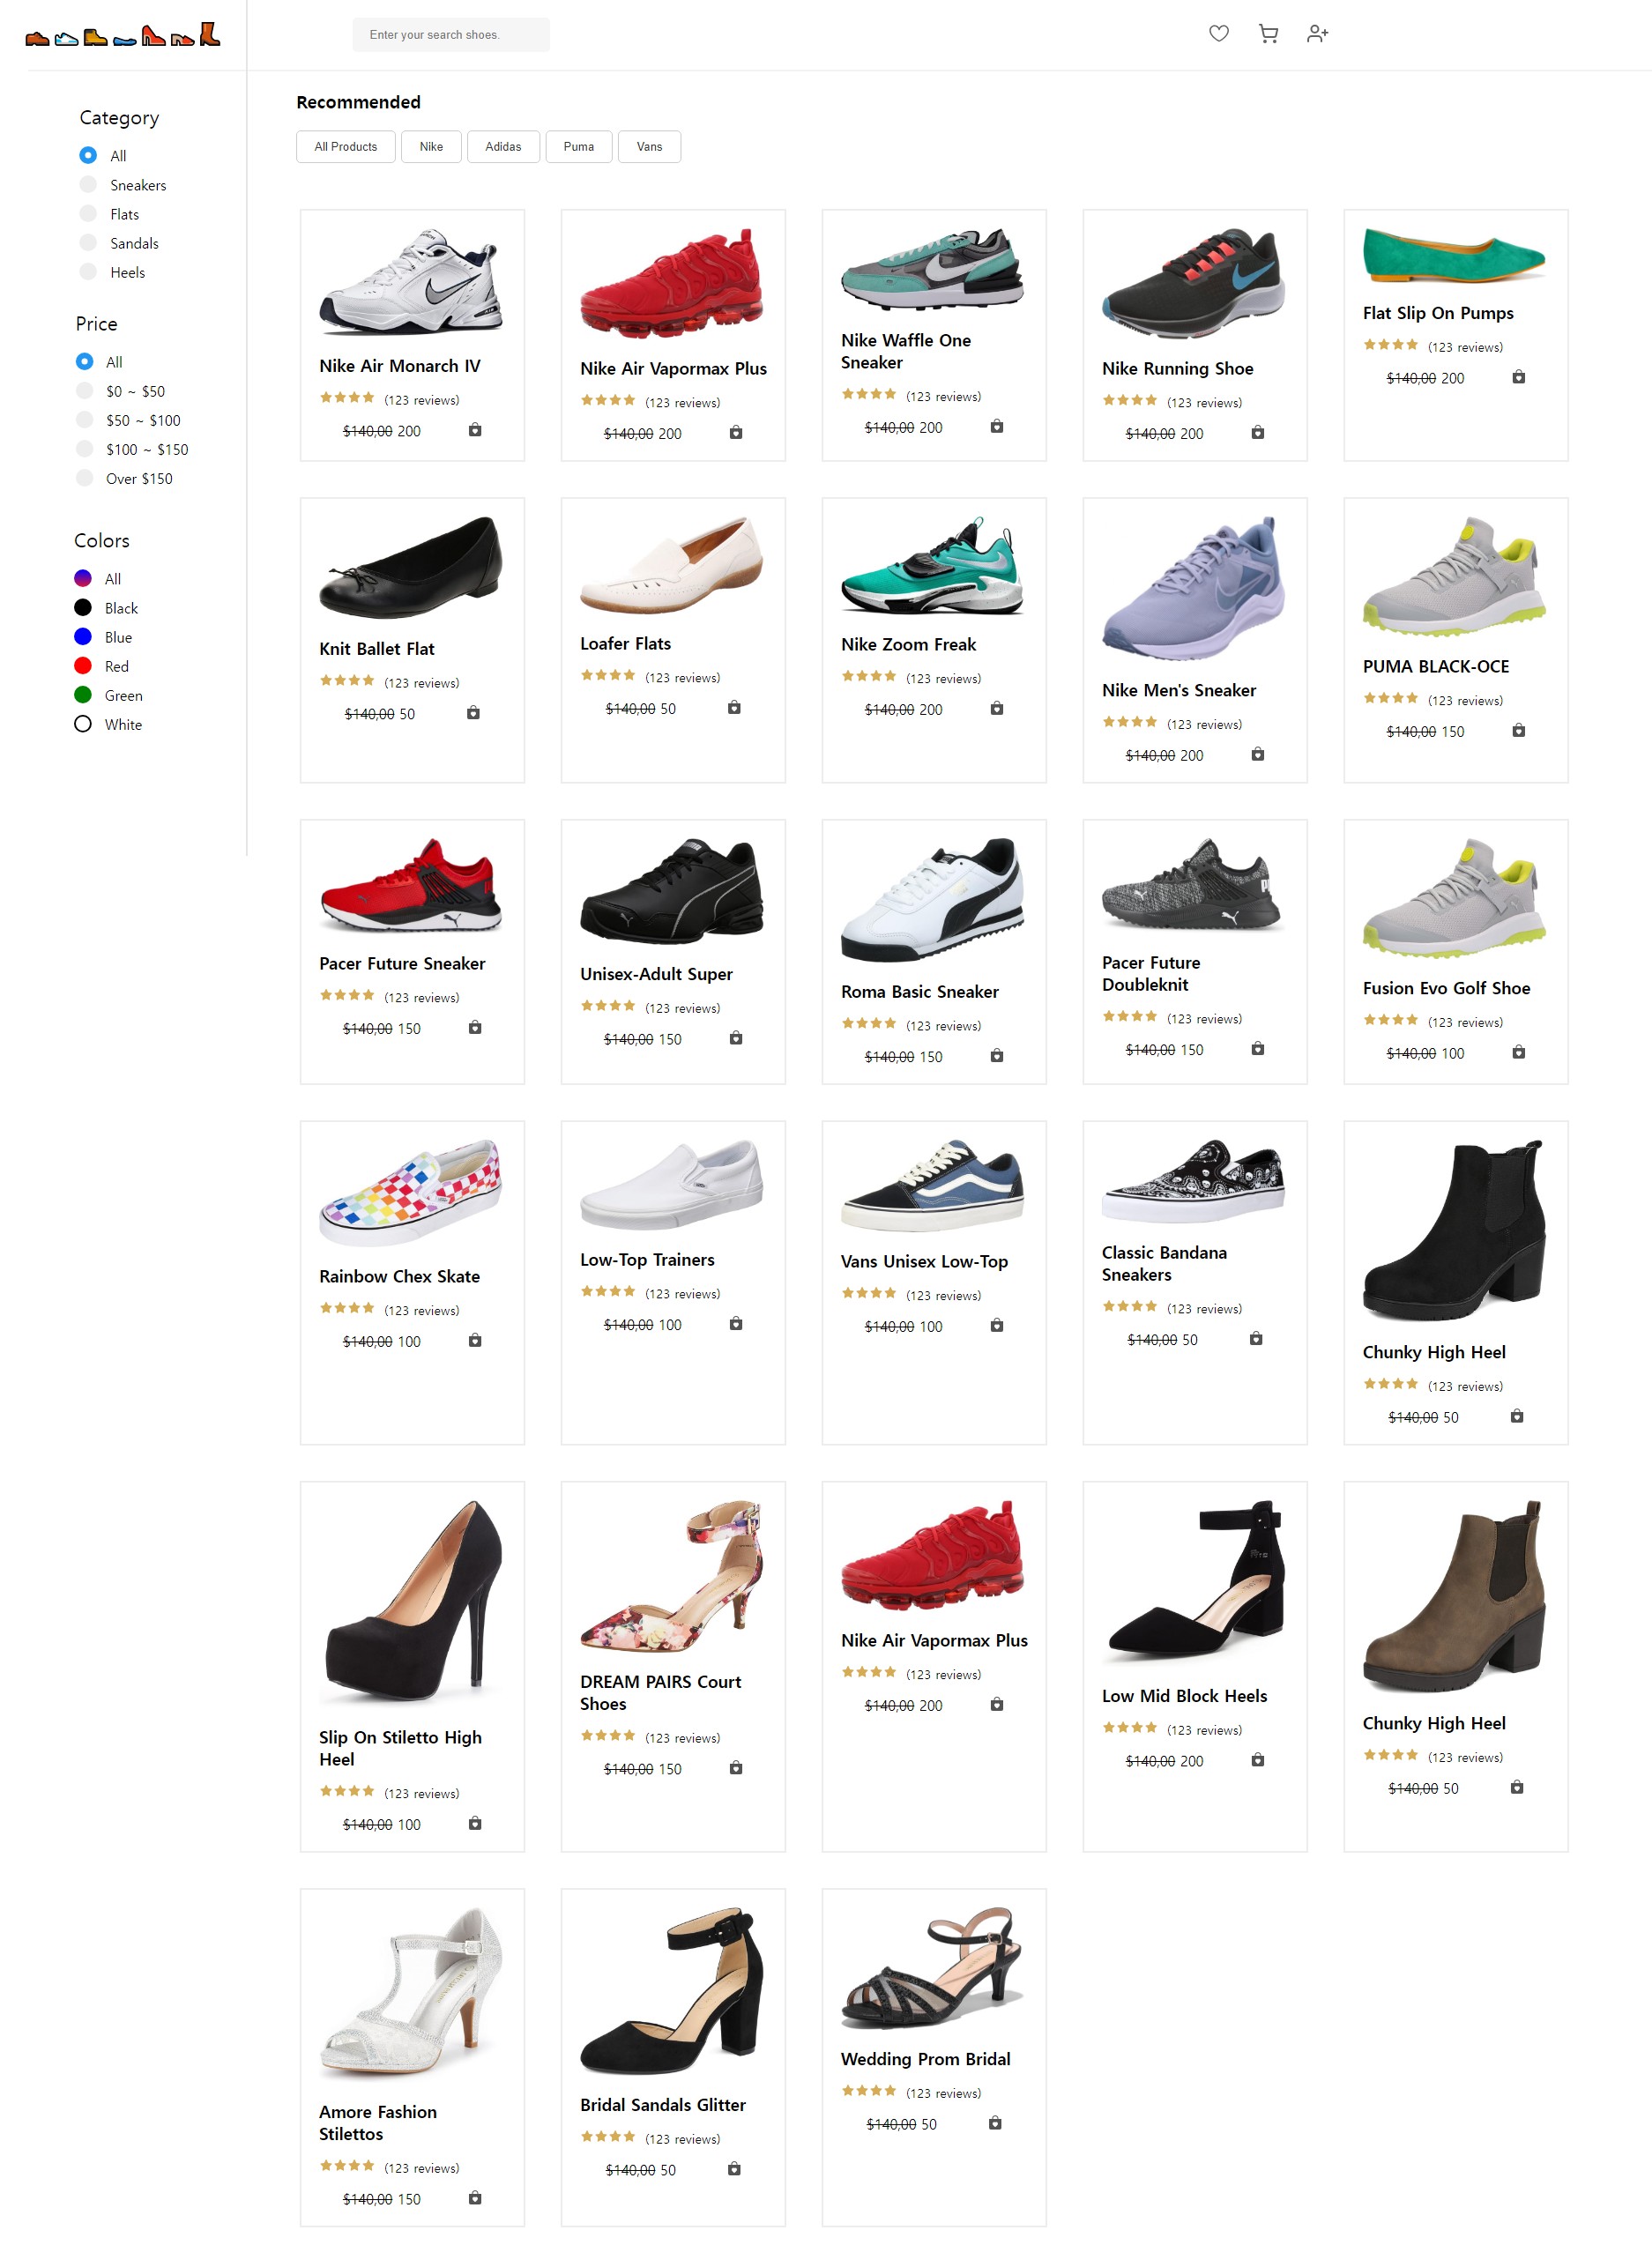 Enter your search shoes.
Category
All
Sneakers
Flats
Sandals
Heels
Price
All
$0 ~ $50
$50 ~ $100
$100 ~ $150
Over $150
Colors
All
Black
Blue
Red
Green
White
Recommended
All Products
Nike
Adidas
Puma
Vans
Nike Air Monarch IV
(123 reviews)
$140,00 200
Nike Air Vapormax Plus
(123 reviews)
$140,00 200
Nike Waffle One
Sneaker
(123 reviews)
$140,00 200
Nike Running Shoe
(123 reviews)
$140,00 200
Flat Slip On Pumps
(123 reviews)
$140,00 200
Knit Ballet Flat
(123 reviews)
$140,00 50
Loafer Flats
(123 reviews)
$140,00 50
Nike Zoom Freak
(123 reviews)
$140,00 200
Nike Men's Sneaker
(123 reviews)
$140,00 200
PUMA BLACK-OCE
(123 reviews)
$140,00 150
Pacer Future Sneaker
(123 reviews)
$140,00 150
Unisex-Adult Super
(123 reviews)
$140,00 150
Roma Basic Sneaker
(123 reviews)
$140,00 150
Pacer Future
Doubleknit
(123 reviews)
$140,00 150
Fusion Evo Golf Shoe
(123 reviews)
$140,00 100
Rainbow Chex Skate
(123 reviews)
$140,00 100
Low-Top Trainers
(123 reviews)
$140,00 100
Vans Unisex Low-Top
(123 reviews)
$140,00 100
Classic Bandana
Sneakers
(123 reviews)
$140,00 50
Chunky High Heel
(123 reviews)
$140,00 50
Slip On Stiletto High
Heel
(123 reviews)
$140,00 100
DREAM PAIRS Court
Shoes
(123 reviews)
$140,00 150
Nike Air Vapormax Plus
(123 reviews)
$140,00 200
Low Mid Block Heels
(123 reviews)
$140,00 200
Chunky High Heel
(123 reviews)
$140,00 50
Amore Fashion
Stilettos
(123 reviews)
$140,00 150
Bridal Sandals Glitter
(123 reviews)
$140,00 50
Wedding Prom Bridal
(123 reviews)
$140,00 50